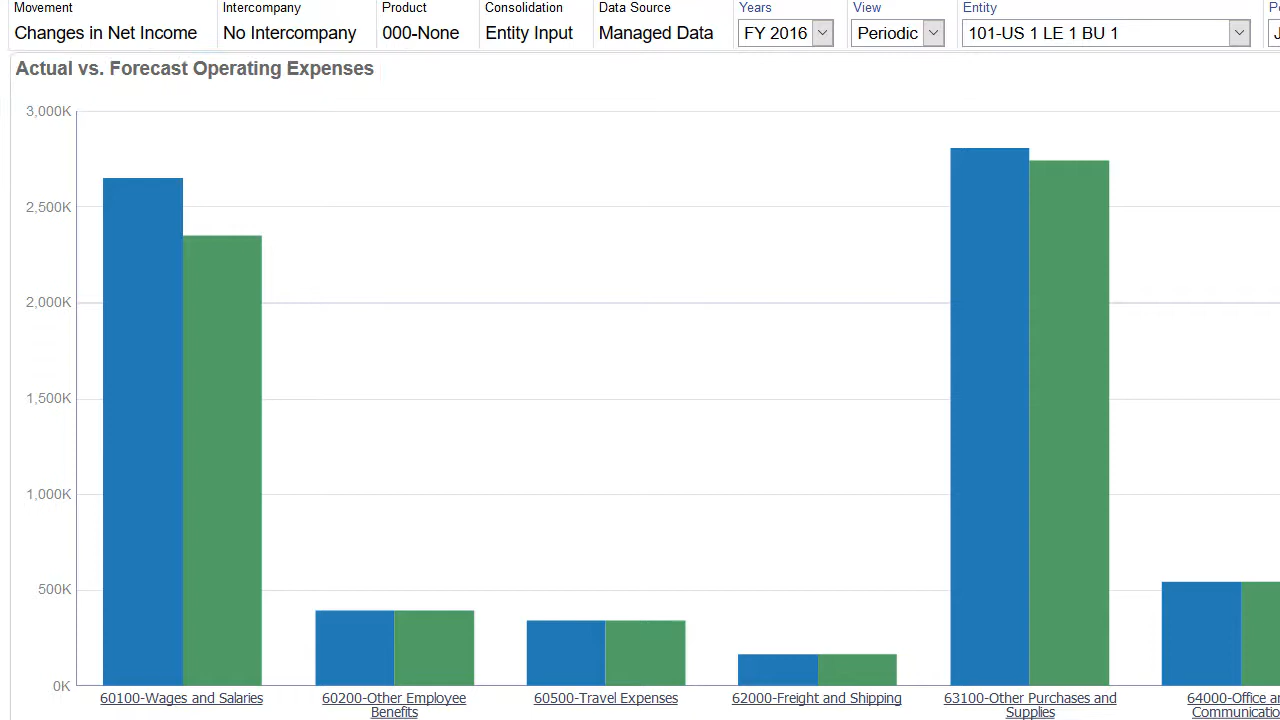 Movement
Intercompany
Product
Consolidation
Data Source
Years
View
Entity
Changes in Net Income
No Intercompany
000-None
Entity Input
Managed Data
FY 2016
Periodic
101-US 1 LE 1 BU 1
Actual vs. Forecast Operating Expenses
3,000K
2,500K
2,000K
1,500K
1,000K
500K
0K
60100-Wages and Salaries
60200-Other Employee
Benefits
60500-Travel Expenses
62000-Freight and Shipping
63100-Other Purchases and
Supplies
64000-Office